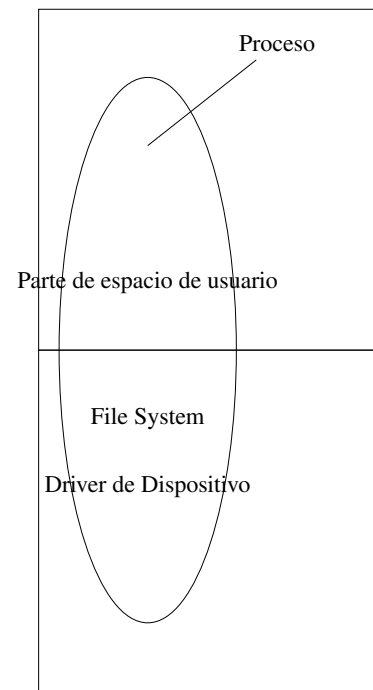 Proceso
Parte de espacio de usuario
File System
Driver de Dispositivo